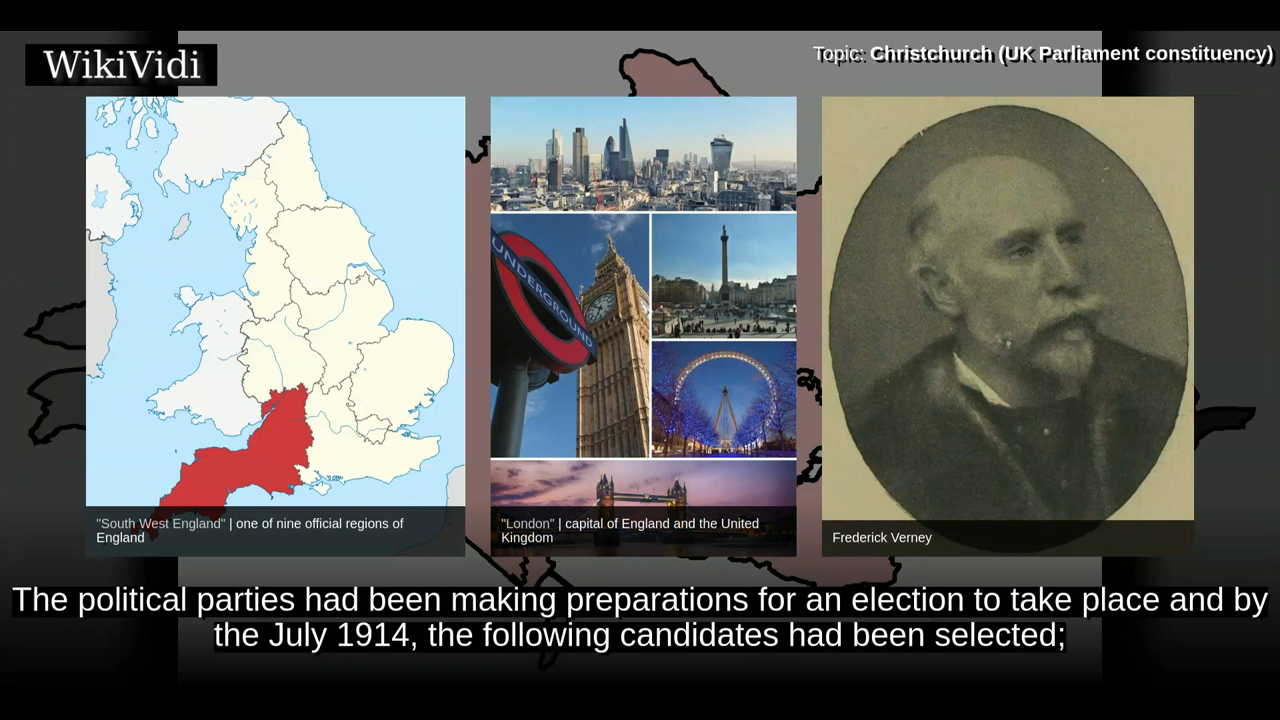 WikiVidi
Topic: Christchurch (UK Parliament constituency)
UNDERGROUND
"South West England" | one of nine official regions of
England
"London" | capital of England and the United
Kingdom
Frederick Verney
The political parties had been making preparations for an election to take place and by
the July 1914, the following candidates had been selected;